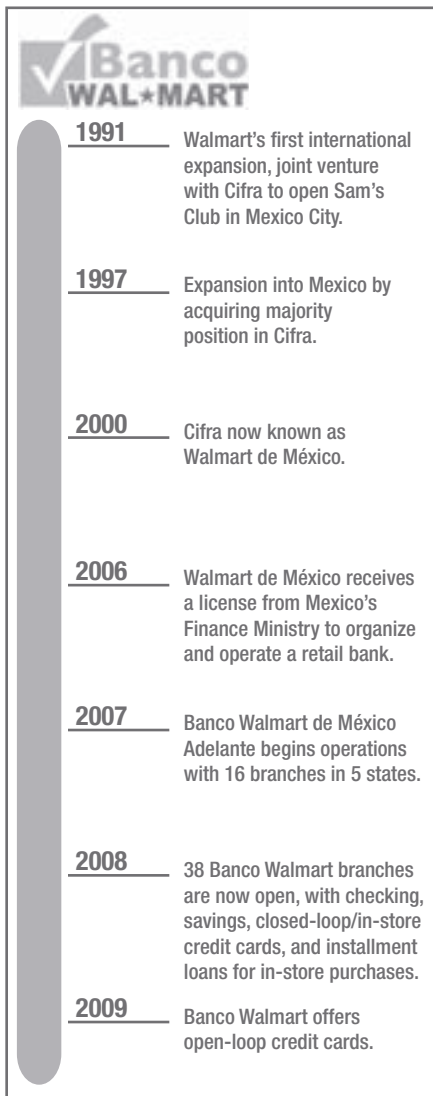 Banco
WAL★MART
1991
Walmart’s first international
expansion, joint venture
with Cifra to open Sam’s
Club in Mexico City.
1997
Expansion into Mexico by
acquiring majority
position in Cifra.
2000
Cifra now known as
Walmart de México.
2006
Walmart de México receives
a license from Mexico’s
Finance Ministry to organize
and operate a retail bank.
2007
Banco Walmart de México
Adelante begins operations
with 16 branches in 5 states.
2008
38 Banco Walmart branches
are now open, with checking,
savings, closed-loop/in-store
credit cards, and installment
loans for in-store purchases.
2009
Banco Walmart offers
open-loop credit cards.